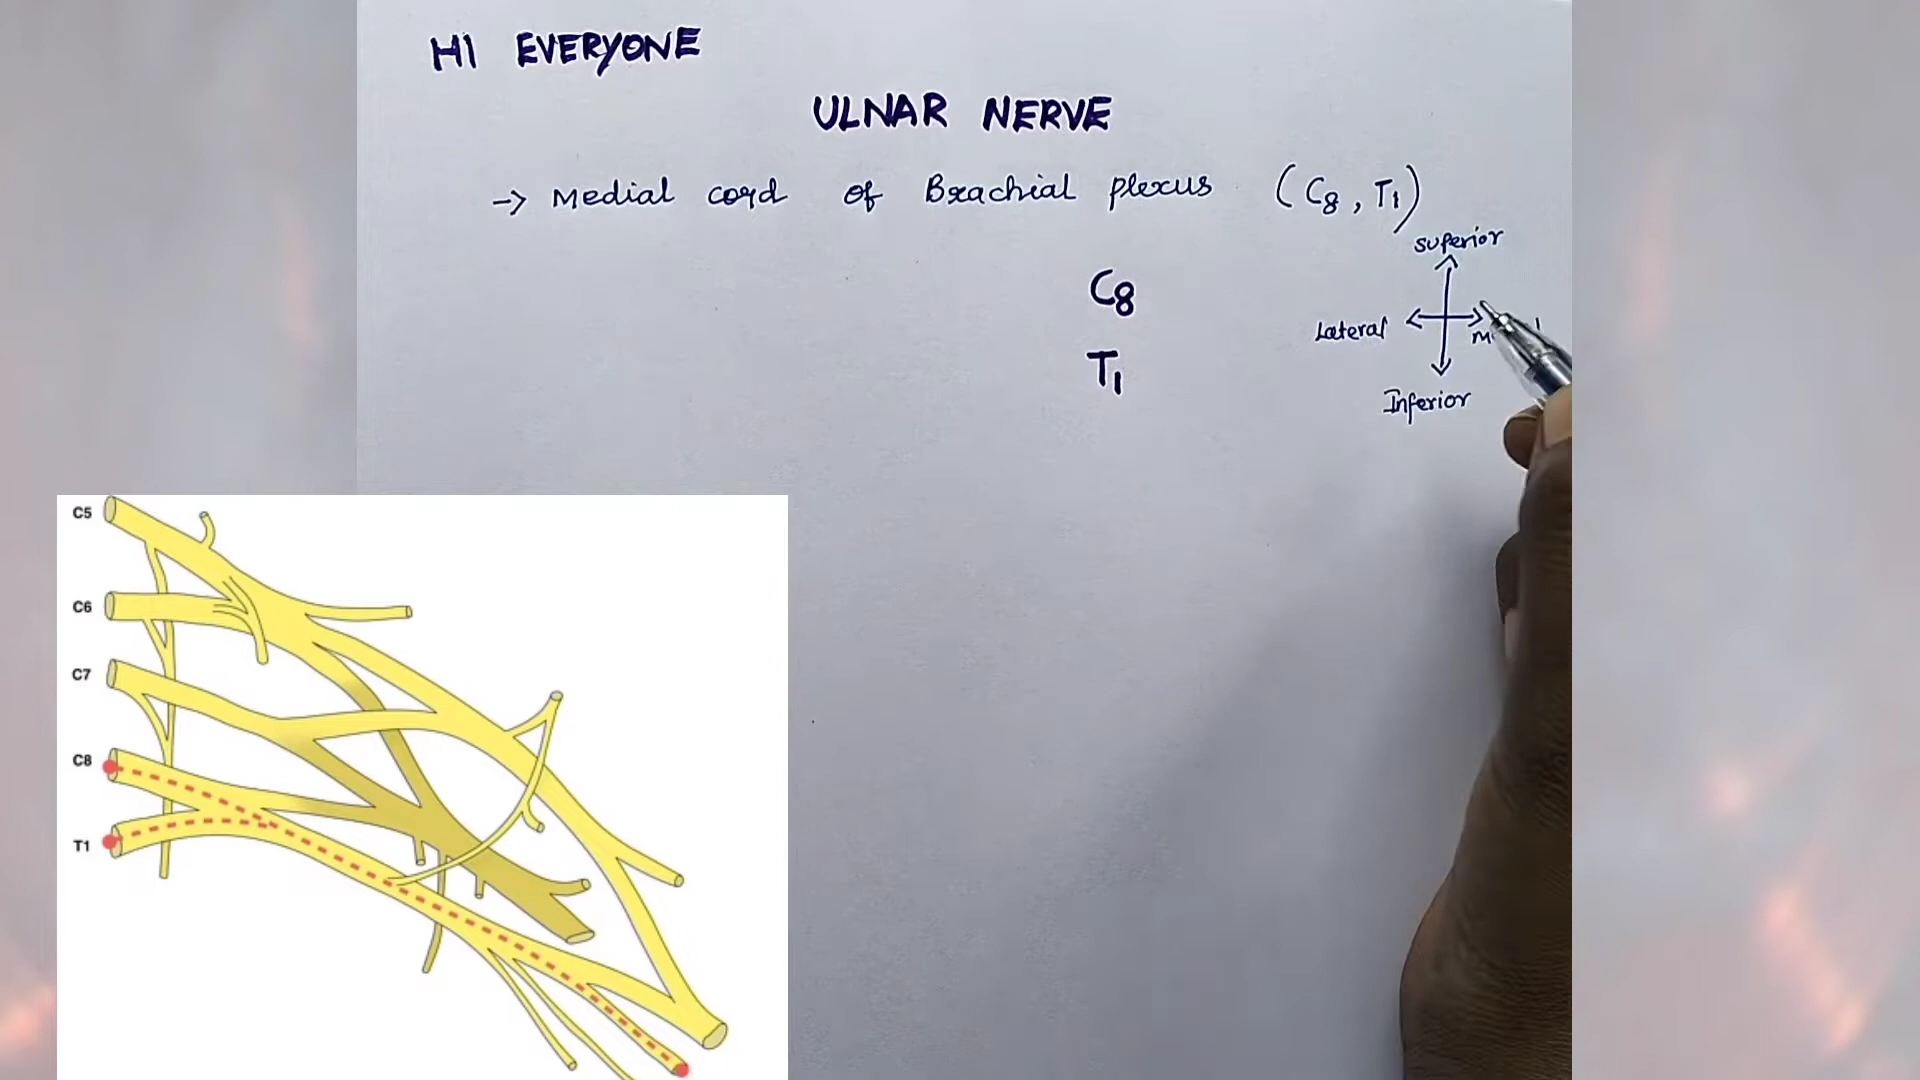 HI EVERYONE
ULNAR NERVE
→ Medial cord of Brachial plexus (C8, T1)
Superior
C8
Lateral
T1
Inferior
C5
C6
C7
C8
T1